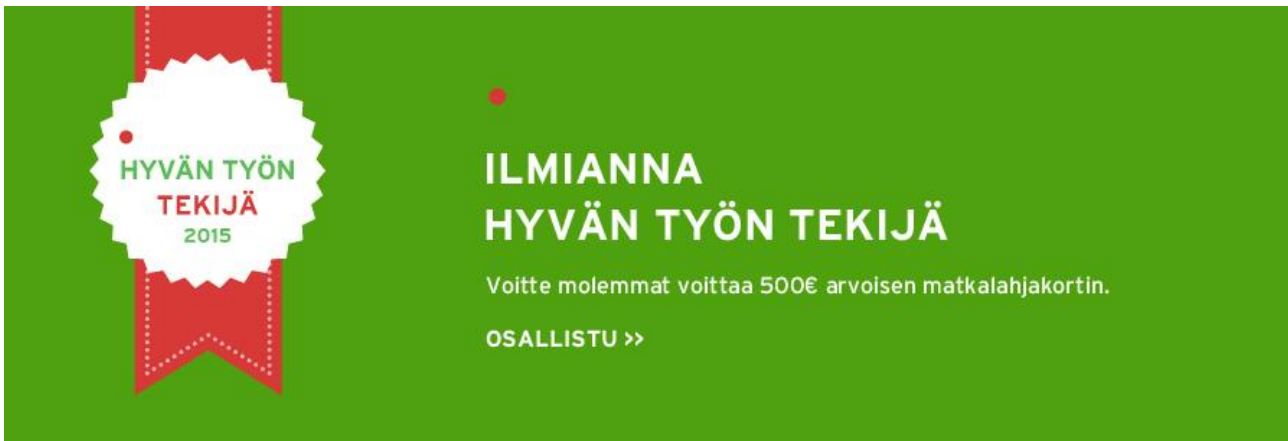 HYVÄN TYÖN
TEKIJÄ
2015
ILMIANNA
HYVÄN TYÖN TEKIJÄ
Voitte molemmat voittaa 500€ arvoisen matkalahjakortin.
OSALLISTU >>